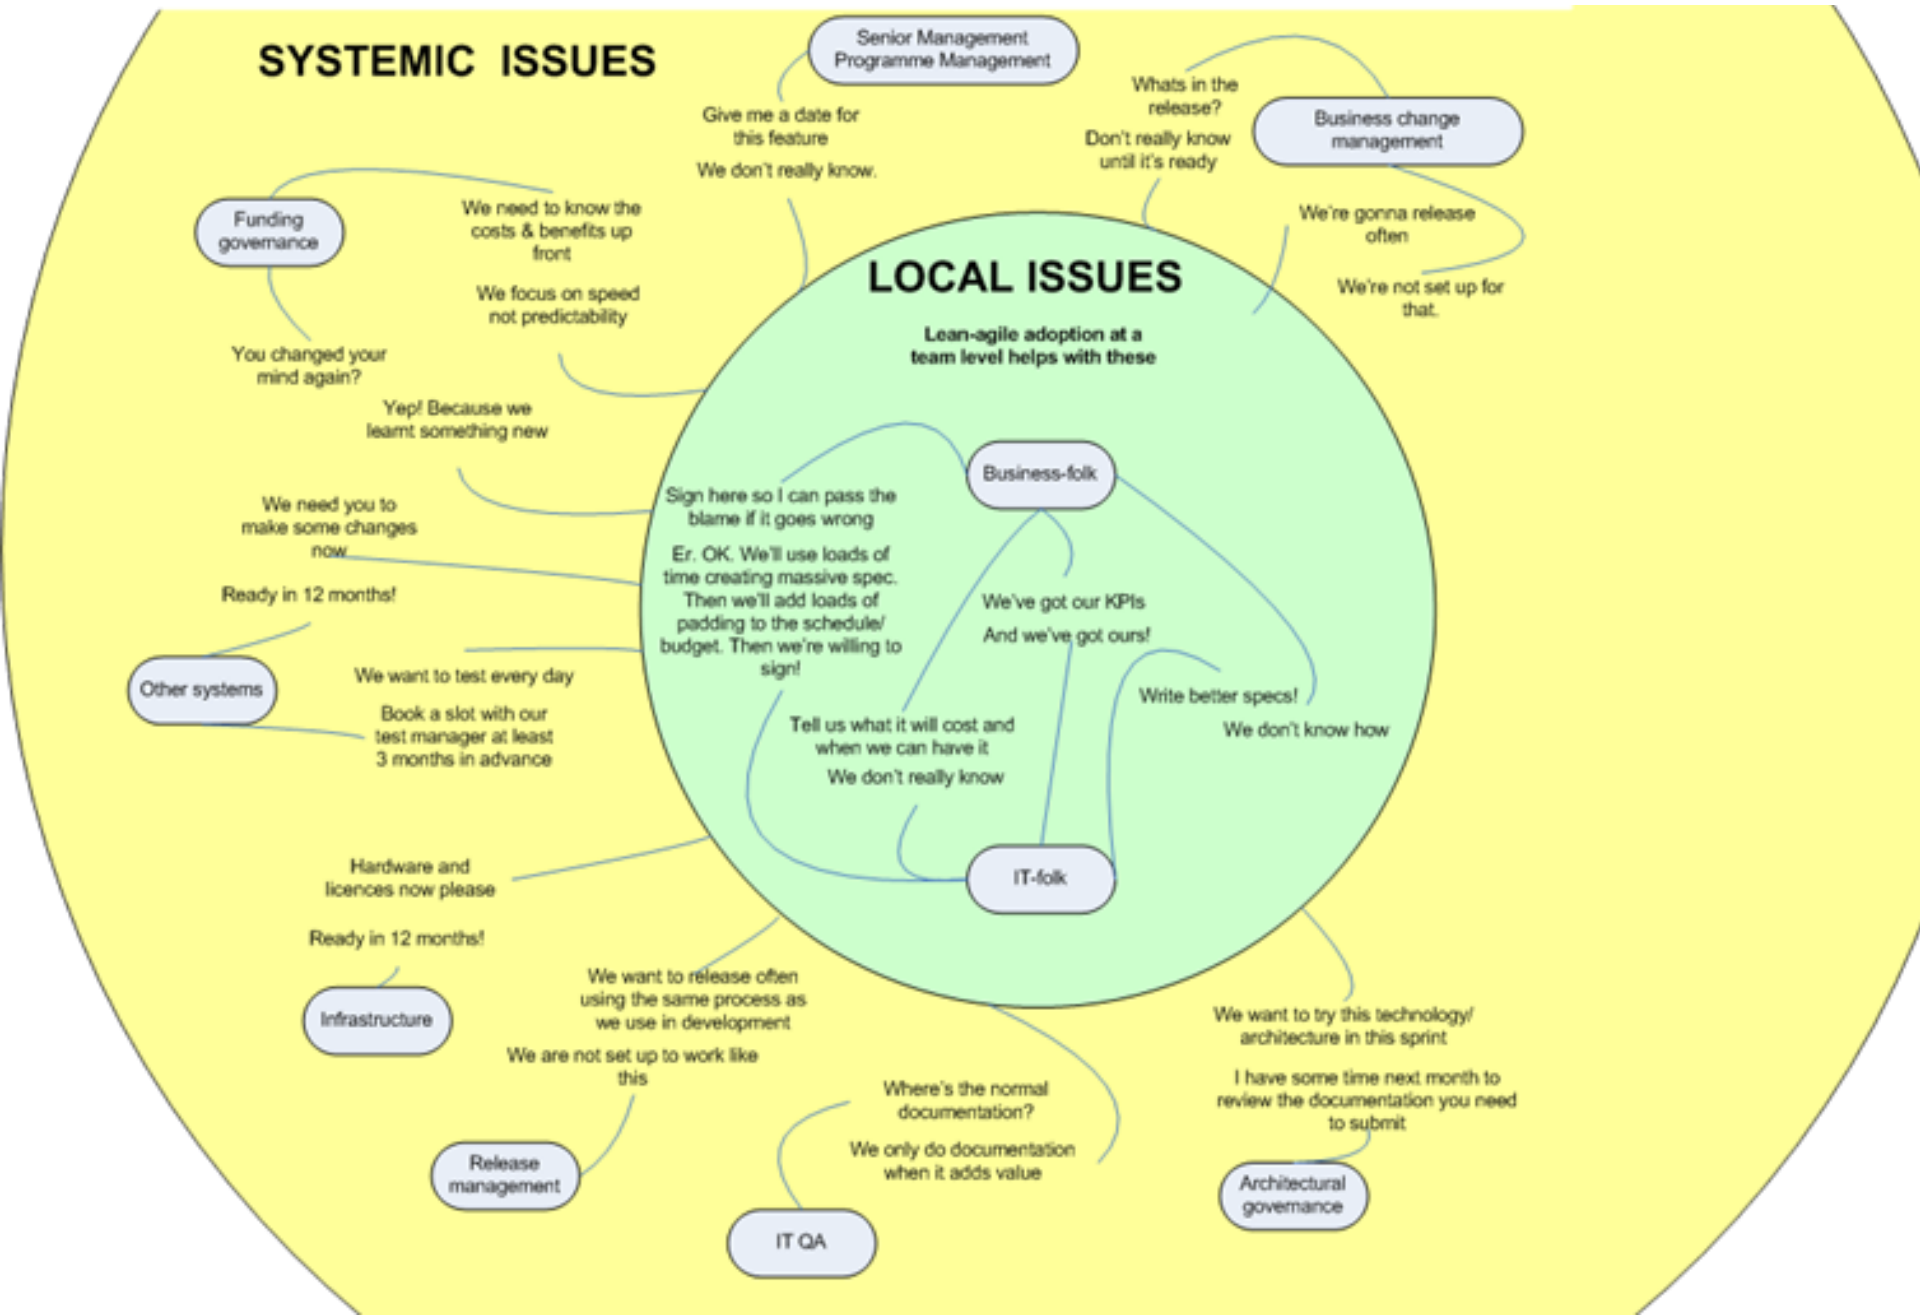 SYSTEMIC ISSUES
Senior Management
Programme Management
Give me a date for
this feature
We don't really know.
Whats in the
release?
Don't really know
until it's ready
Business change
management
We're gonna release
often
We're not set up for
that.
Funding
governance
We need to know the
costs & benefits up
front
We focus on speed
not predictability
You changed your
mind again?
Yep! Because we
learnt something new
We need you to
make some changes
now
Ready in 12 months!
Other systems
We want to test every day
Book a slot with our
test manager at least
3 months in advance
LOCAL ISSUES
Lean-agile adoption at a
team level helps with these
Business-folk
Sign here so I can pass the
blame if it goes wrong
Er. OK. We'll use loads of
time creating massive spec.
Then we'll add loads of
padding to the schedule/
budget. Then we're willing to
sign!
We've got our KPIs
And we've got ours!
Write better specs!
We don't know how
Tell us what it will cost and
when we can have it
We don't really know
IT-folk
Hardware and
licences now please
Ready in 12 months!
Infrastructure
We want to release often
using the same process as
we use in development
We are not set up to work like
this
Release
management
Where's the normal
documentation?
We only do documentation
when it adds value
IT QA
We want to try this technology/
architecture in this sprint
I have some time next month to
review the documentation you need
to submit
Architectural
governance